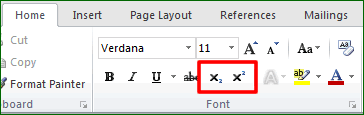 Home Insert Page Layout References Mailings
Cut
Copy
Format Painter
board
Verdana 11 A A Aa
B I U abc X₂ X² A ab A
Font